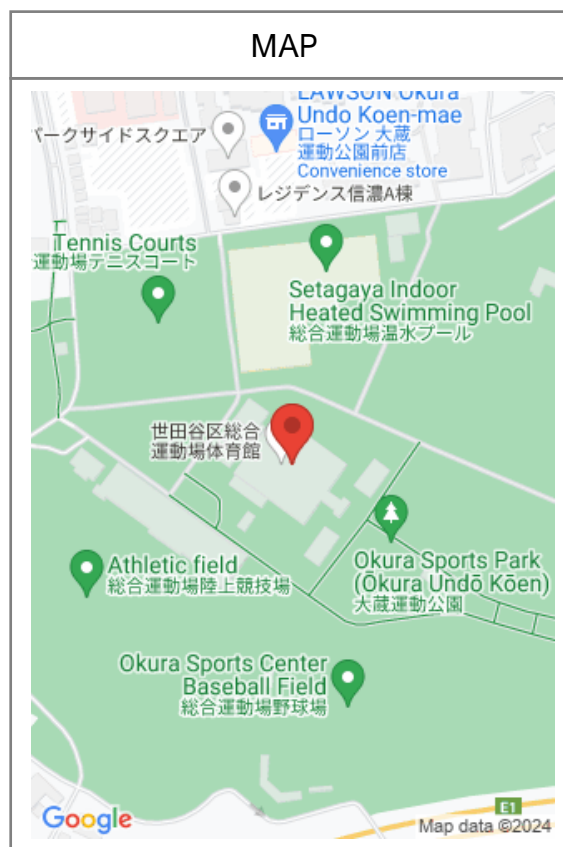 MAP
LAWSON Okura
Undo Koen-mae
ローソン 大蔵
運動公園前店
Convenience store
パークサイドスクエア
レジデンス信濃A棟
Tennis Courts
運動場テニスコート
Setagaya Indoor
Heated Swimming Pool
総合運動場温水プール
世田谷区総合
運動場体育館
Athletic field
総合運動場陸上競技場
Okura Sports Park
(Ōkura Undō Kōen)
大蔵運動公園
Okura Sports Center
Baseball Field
総合運動場野球場
E1
Google
Map data ©2024